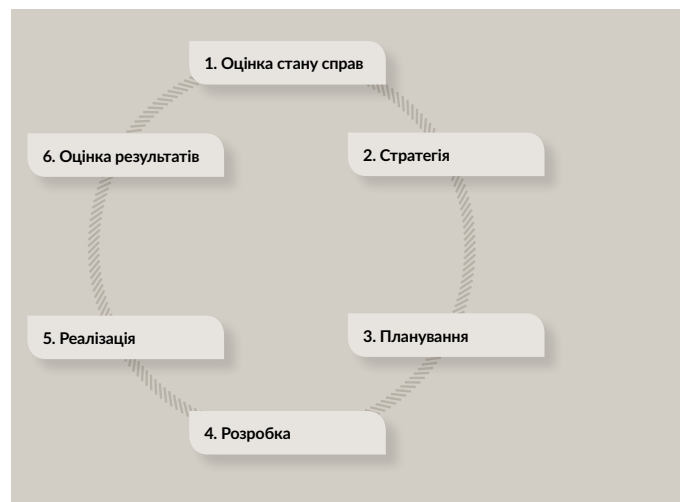 1. Оцінка стану справ
2. Стратегія
3. Планування
4. Розробка
5. Реалізація
6. Оцінка результатів